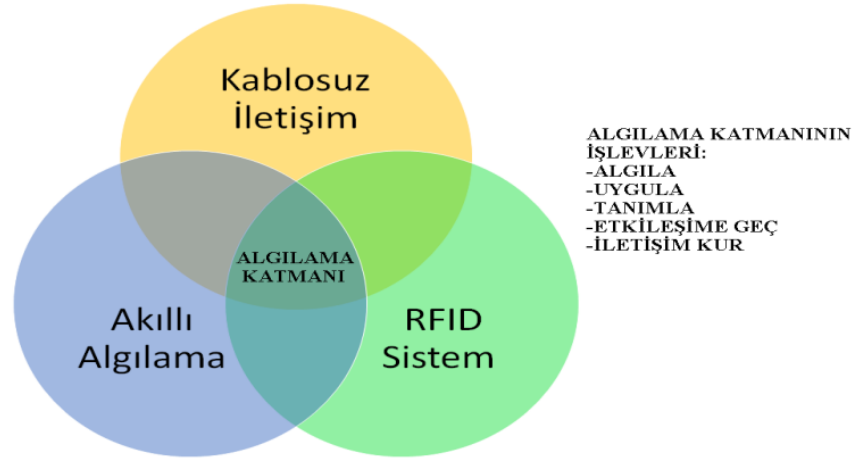 Kablosuz
İletişim
ALGILAMA
KATMANI
Akıllı
Algılama
RFID
Sistem
ALGILAMA KATMANININ
İŞLEVLERİ:
-ALGILA
-UYGULA
-TANIMLA
-ETKİLEŞİME GEÇ
-İLETİŞİM KUR